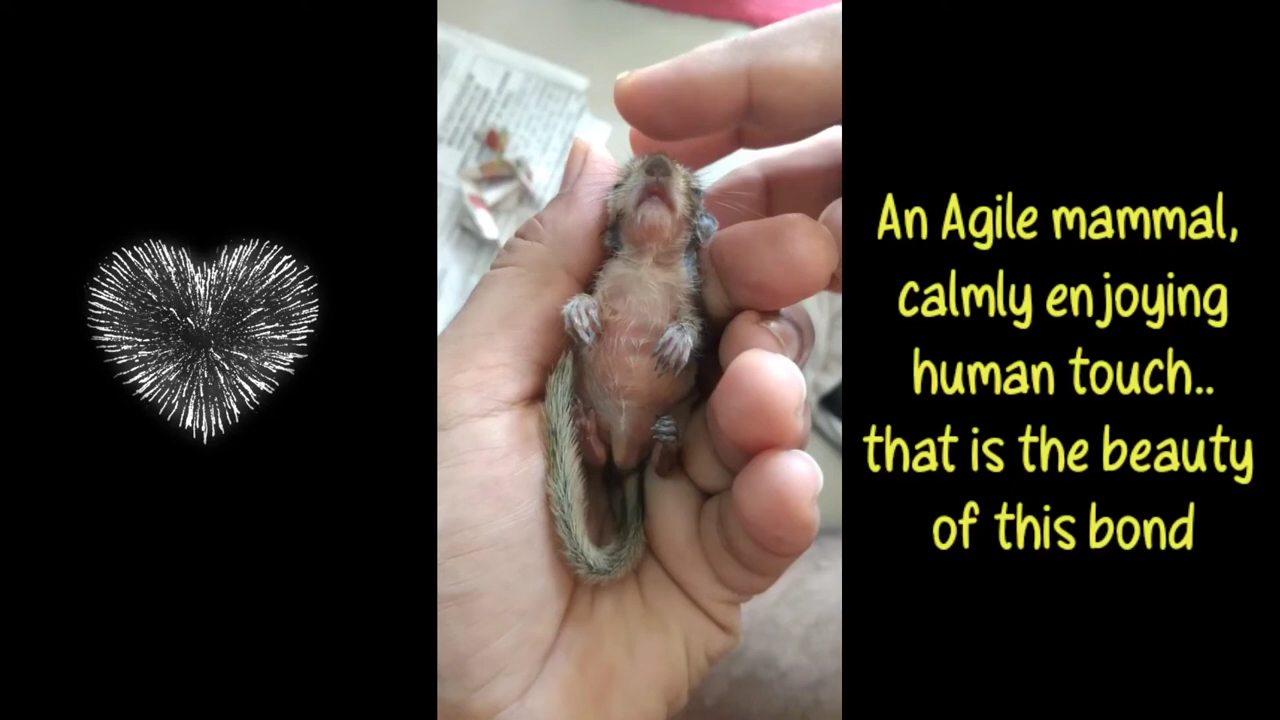 An Agile mammal,
calmly enjoying
human touch..
that is the beauty
of this bond